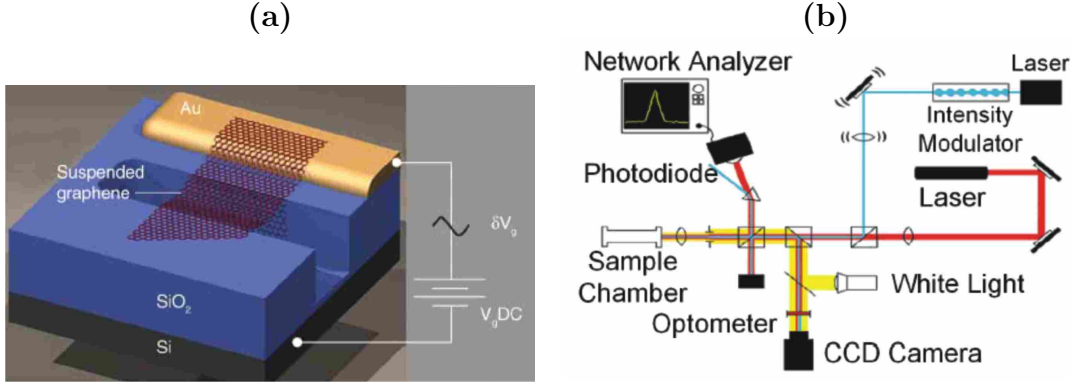 (a)
Au
Suspended
graphene
δVg
SiO2
VgDC
Si
(b)
Network Analyzer
Laser
Intensity
Modulator
Photodiode
Laser
Sample
Chamber
White Light
Optometer
CCD Camera